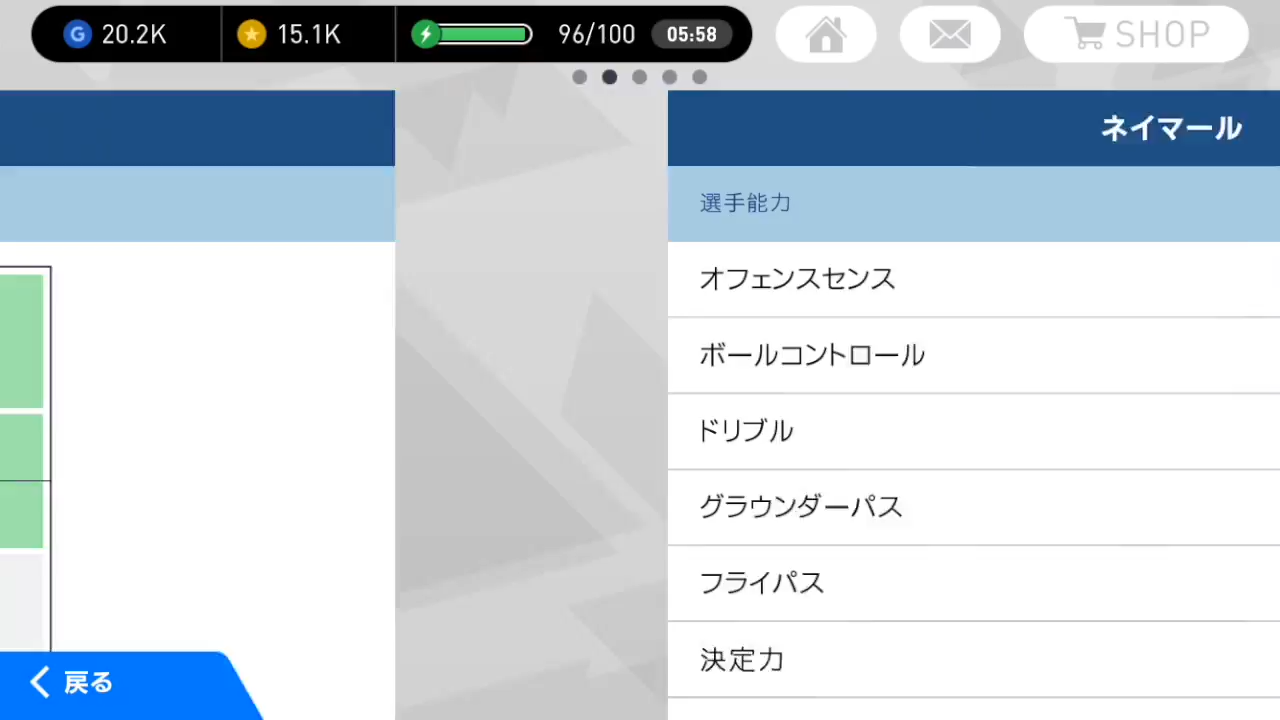 G 20.2K
15.1K
96/100
05:58
SHOP
ネイマール
選手能力
オフェンスセンス
ボールコントロール
ドリブル
グラウンダーパス
フライパス
決定力
戻る